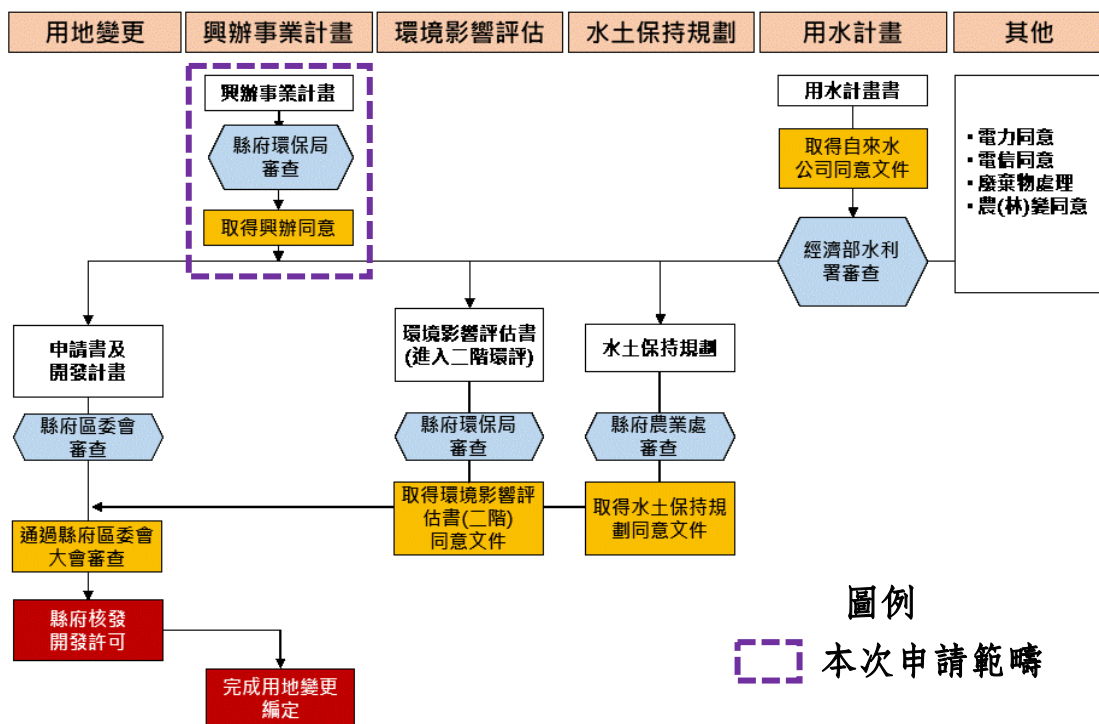 用地變更
興辦事業計畫
環境影響評估
水土保持規劃
用水計畫
其他
興辦事業計畫
縣府環保局
審查
取得興辦同意
用水計畫書
取得自來水
公司同意文件
經濟部水利
署審查
▪電力同意
▪電信同意
▪廢棄物處理
▪農(林)變同意
申請書及
開發計畫
縣府區委會
審查
通過縣府區委會
大會審查
縣府核發
開發許可
完成用地變更
編定
環境影響評估書
(進入二階環評)
縣府環保局
審查
取得環境影響評
估書(二階)
同意文件
水土保持規劃
縣府農業處
審查
取得水土保持規
劃同意文件
圖例
本次申請範疇